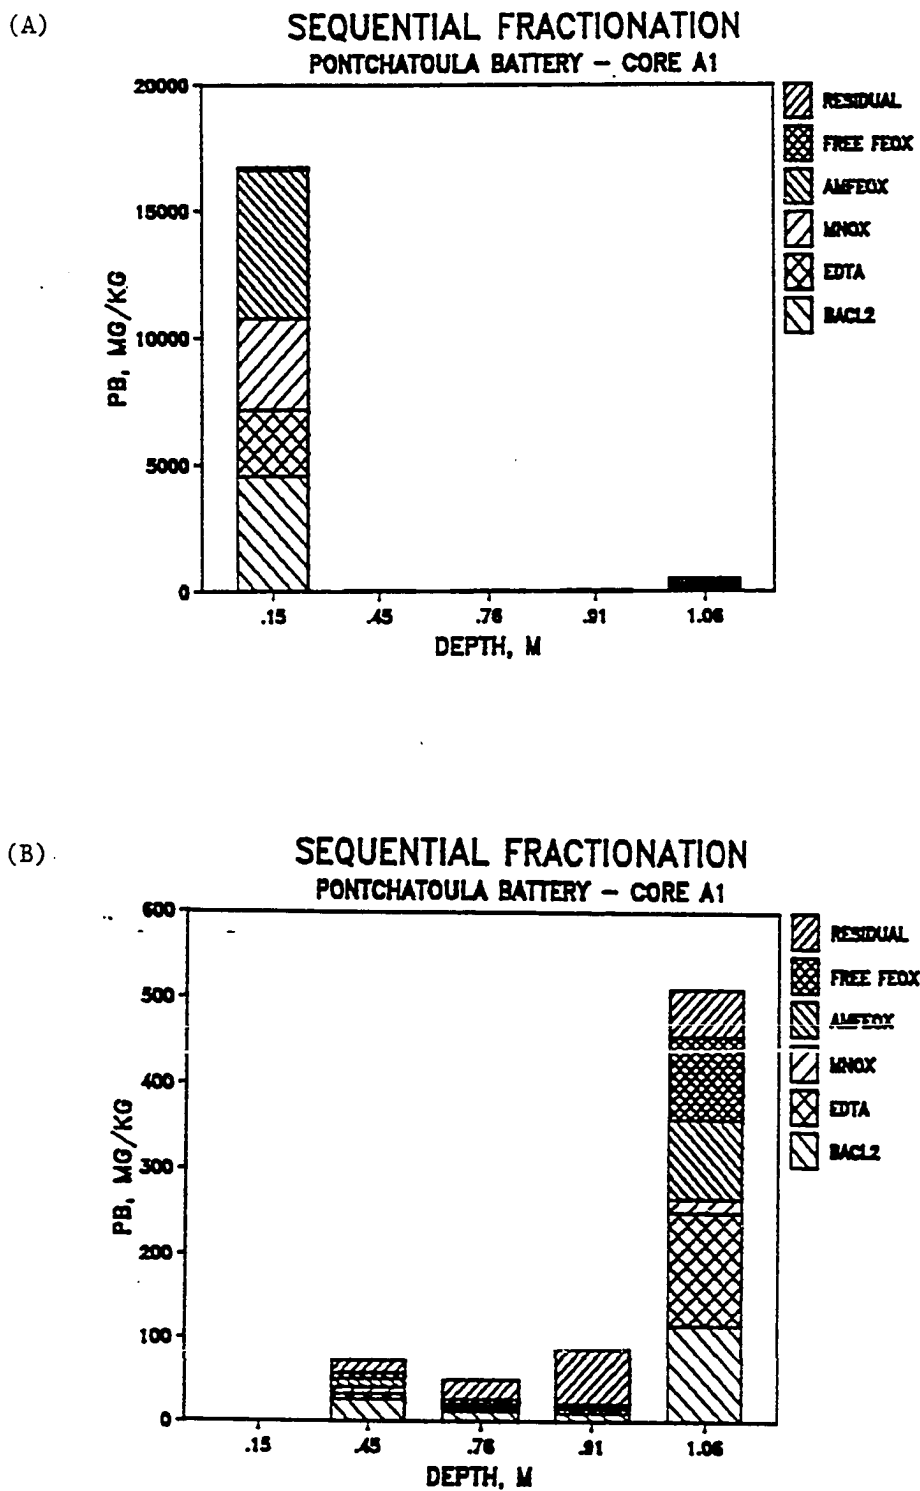 (A)
SEQUENTIAL FRACTIONATION
PONTCHATOULA BATTERY — CORE A1
20000
15000
10000
5000
0
PB, MG/KG
.15
.45
.76
.91
1.06
DEPTH, M
RESIDUAL
FREE FEOX
AMFEOX
MNOX
EDTA
BACL2
(B)
SEQUENTIAL FRACTIONATION
PONTCHATOULA BATTERY — CORE A1
600
500
400
300
200
100
0
PB, MG/KG
.15
.45
.76
.91
1.06
DEPTH, M
RESIDUAL
FREE FEOX
AMFEOX
MNOX
EDTA
BACL2